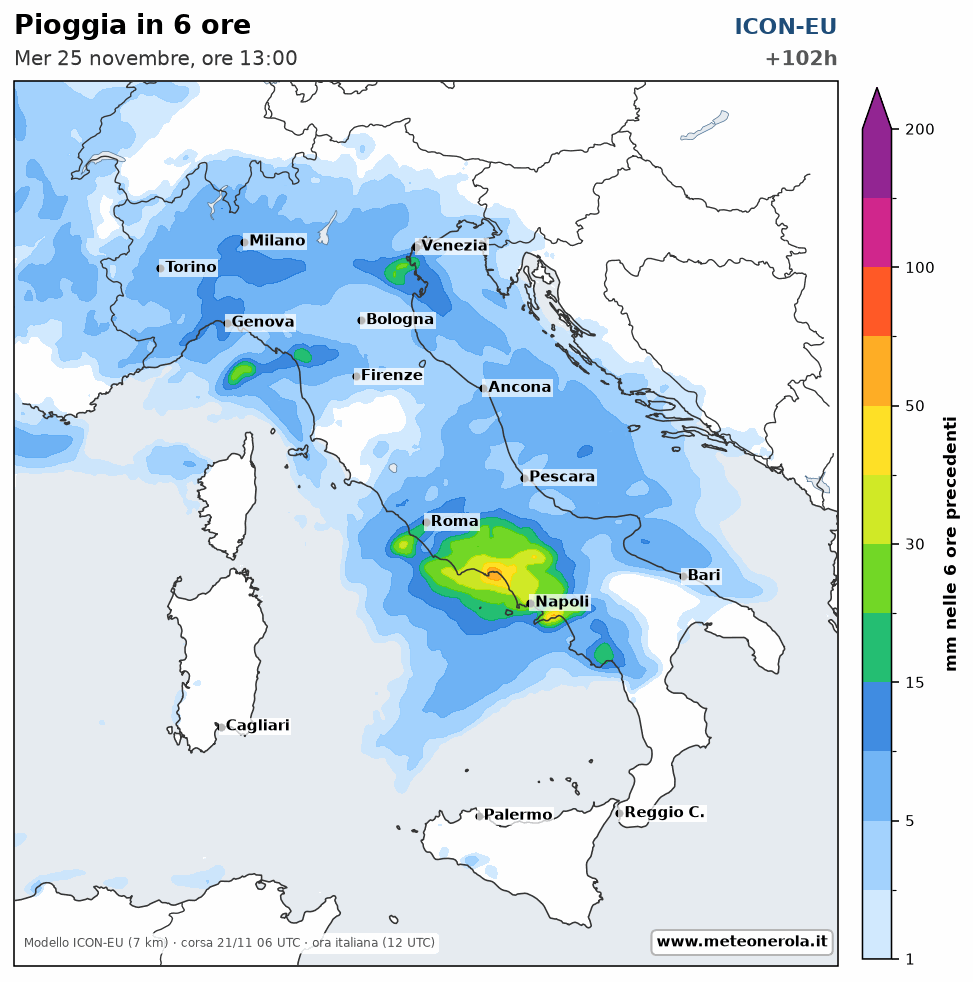 Pioggia in 6 ore
ICON-EU
Mer 25 novembre, ore 13:00
+102h
200
100
50
30
15
5
1
mm nelle 6 ore precedenti
Milano
Venezia
Torino
Genova
Bologna
Firenze
Ancona
Pescara
Roma
Bari
Napoli
Cagliari
Palermo
Reggio C.
Modello ICON-EU (7 km) · corsa 21/11 06 UTC · ora italiana (12 UTC)
www.meteonerola.it